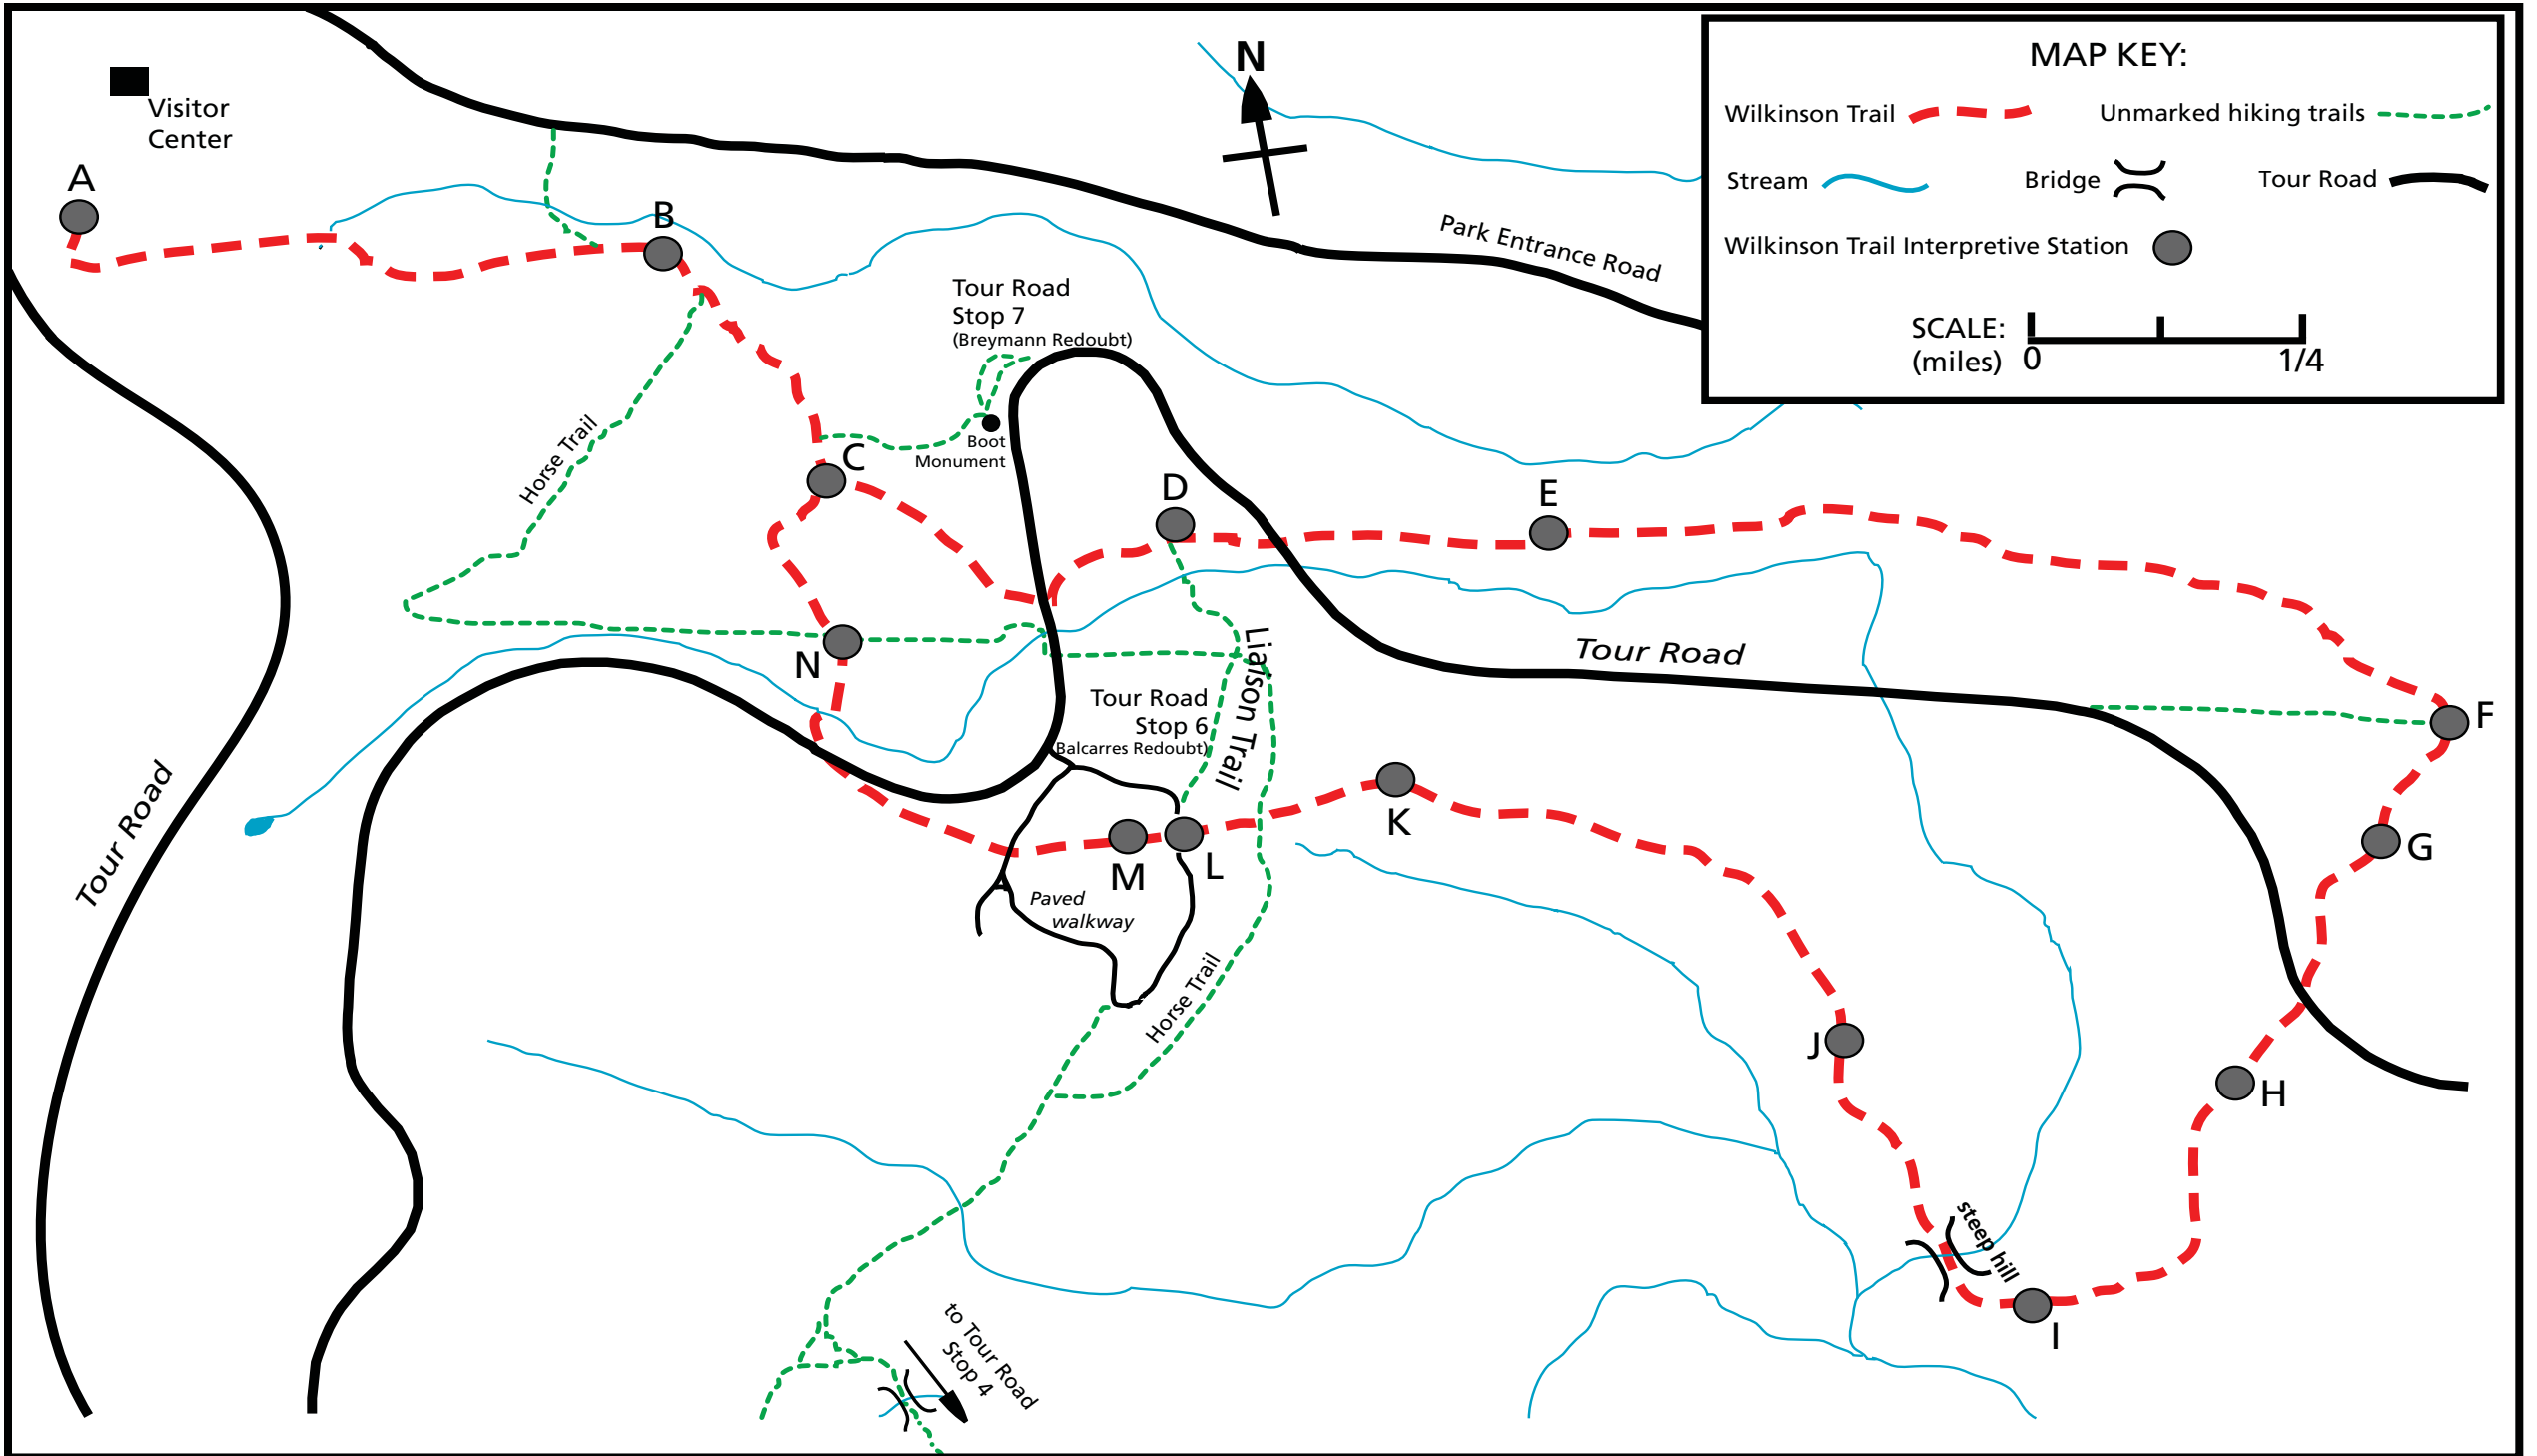 MAP KEY:
Wilkinson Trail
Unmarked hiking trails
Stream
Bridge
Tour Road
Wilkinson Trail Interpretive Station
SCALE:
(miles)
0
1/4
N
Visitor
Center
A
B
Park Entrance Road
Tour Road
Stop 7
(Breymann Redoubt)
Boot
Monument
Horse Trail
C
D
E
N
Liaison Trail
Tour Road
F
Tour Road
Stop 6
Balcarres Redoubt)
Tour Road
K
M
L
G
Paved
walkway
Horse Trail
J
H
steep hill
I
to Tour Road
Stop 4